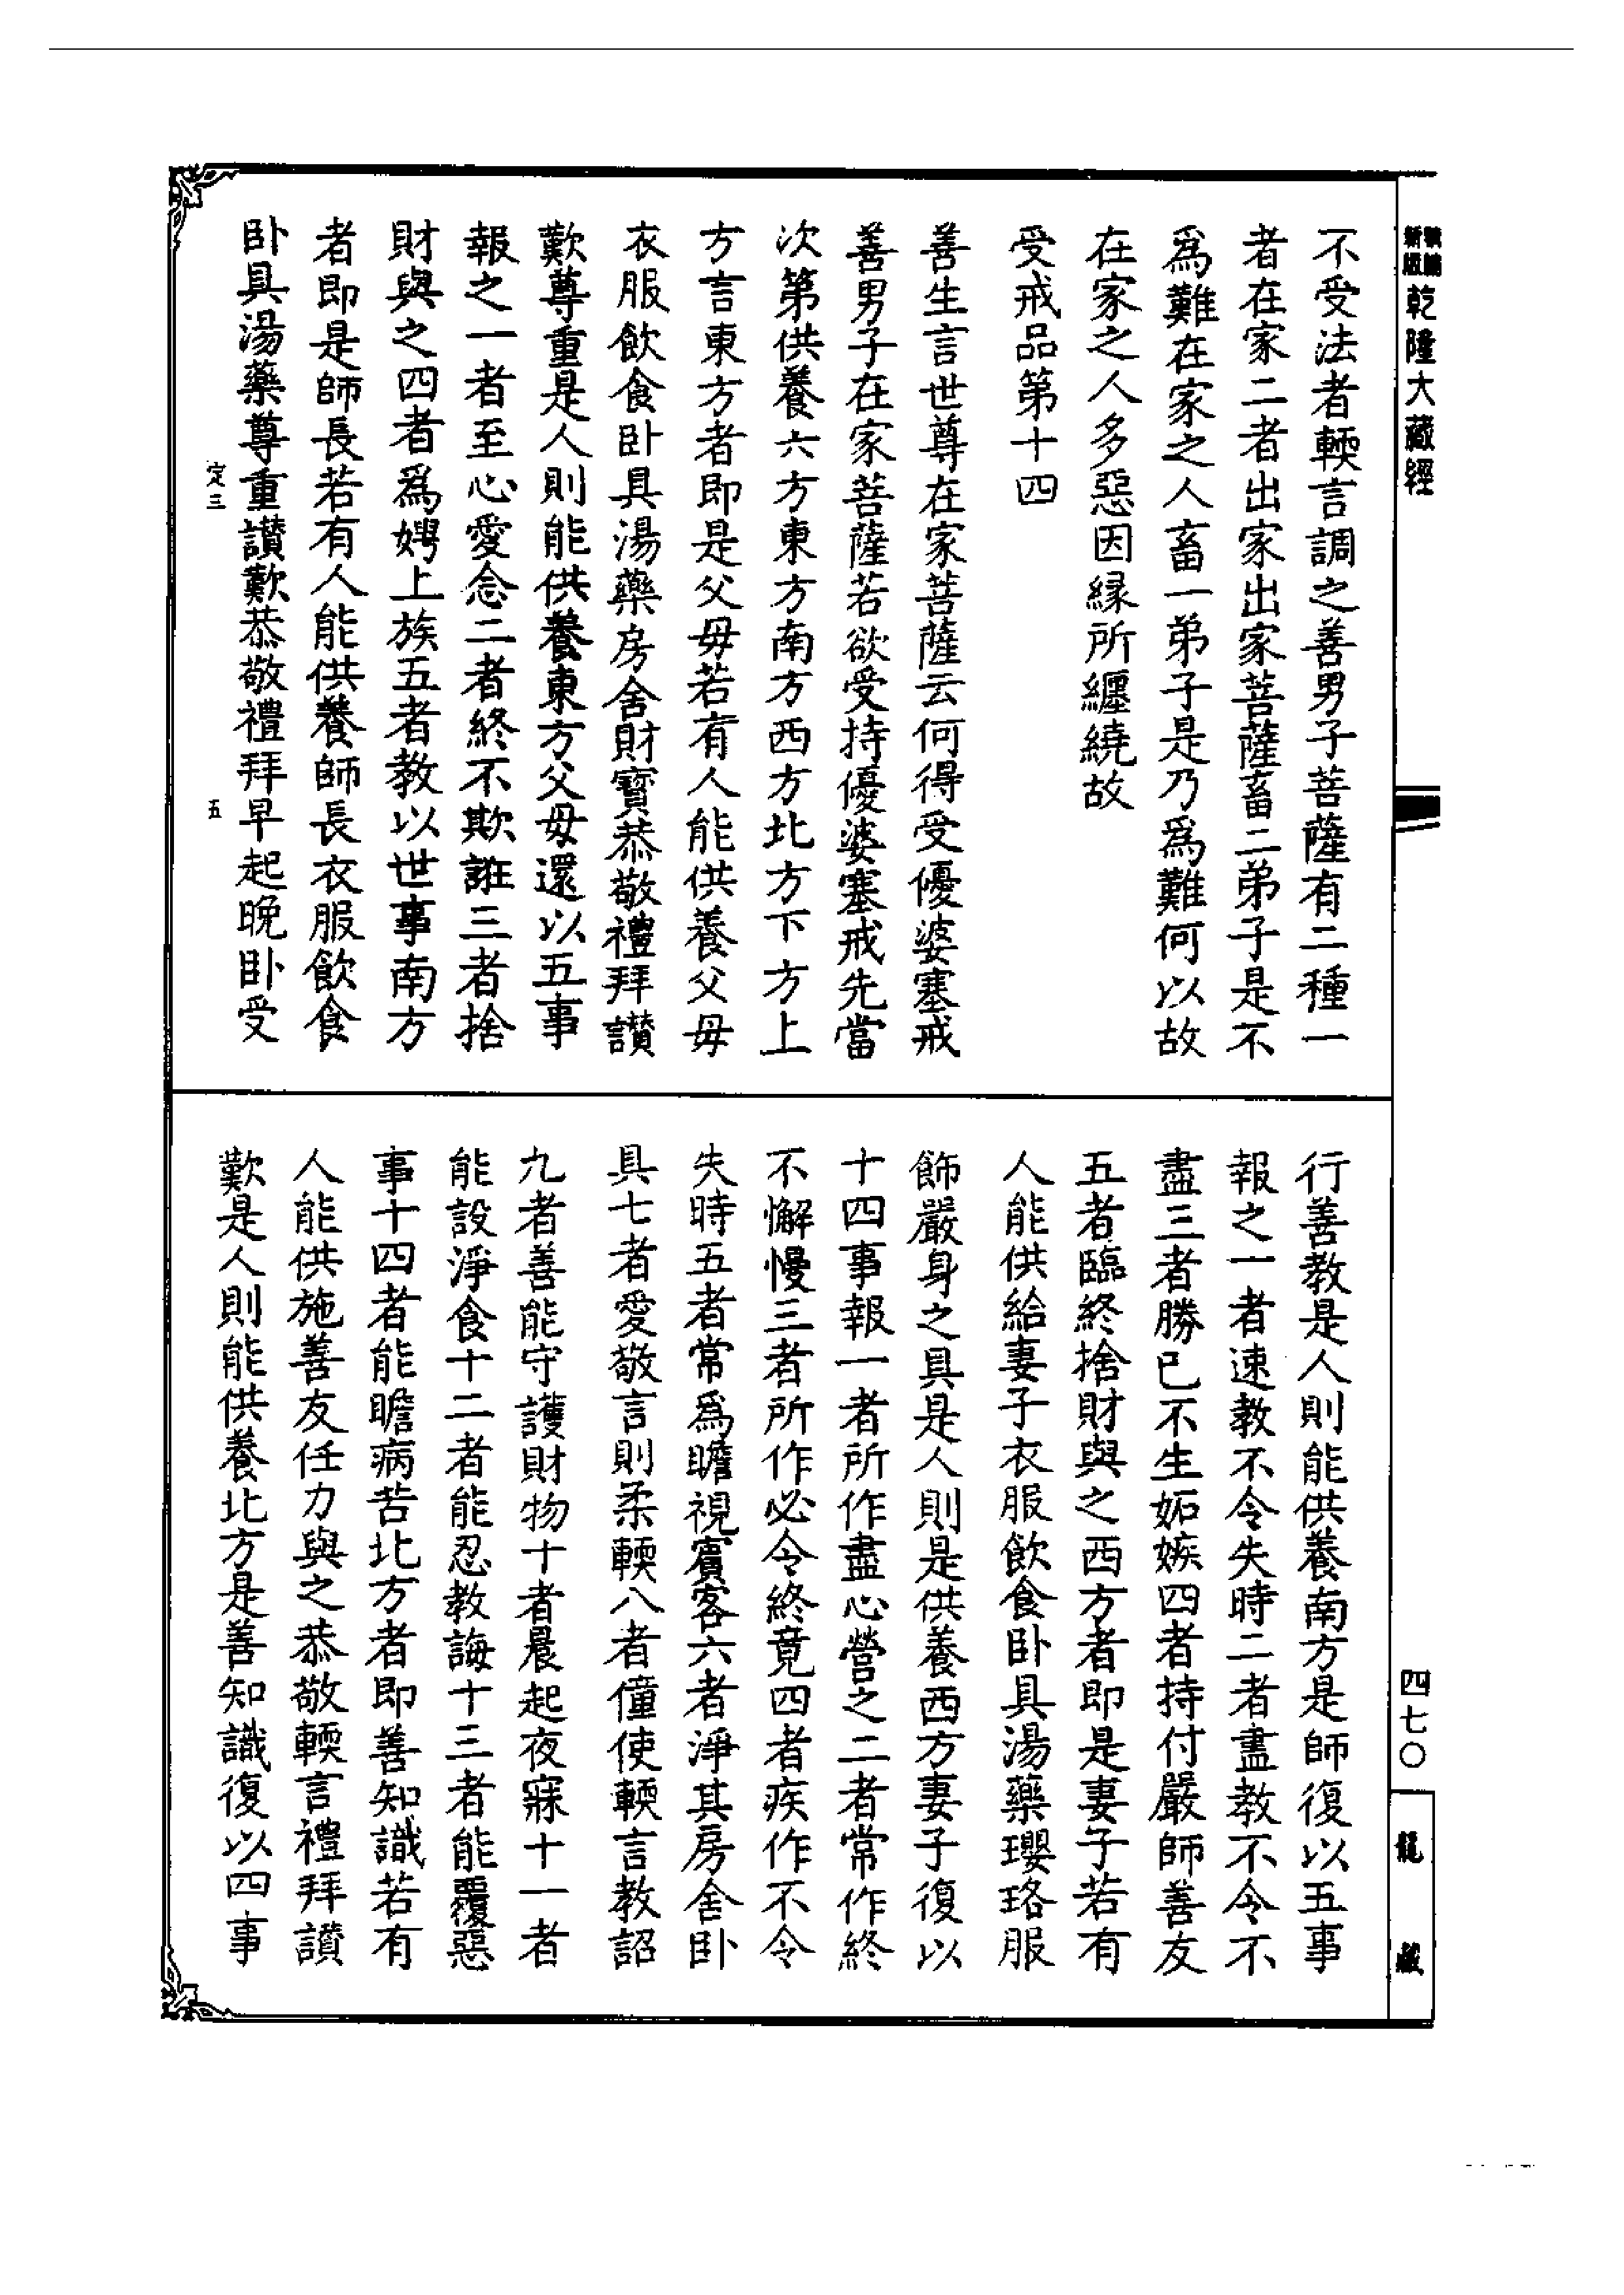 新編縮版 乾隆大藏經
四七〇
龍藏
不受法者輭言調之善男子菩薩有二種一
者在家二者出家出家菩薩畜二弟子是不
爲難在家之人畜一弟子是乃爲難何以故
在家之人多惡因縁所纒繞故
受戒品第十四
善生言世尊在家菩薩云何得受優婆塞戒
善男子在家菩薩若欲受持優婆塞戒先當
次第供養六方東方南方西方北方下方上
方言東方者即是父母若有人能供養父母
衣服飲食卧具湯藥房舍財寳恭敬禮拜讃
歎尊重是人則能供養東方父母還以五事
報之一者至心愛念二者終不欺誑三者捨
財與之四者爲娉上族五者教以世事南方
者即是師長若有人能供養師長衣服飲食
卧具湯藥尊重讃歎恭敬禮拜早起晚卧受
定三 五
行善教是人則能供養南方是師復以五事
報之一者速教不令失時二者盡教不令不
盡三者勝已不生妬嫉四者持付嚴師善友
五者臨終捨財與之西方者即是妻子若有
人能供給妻子衣服飲食卧具湯藥瓔珞服
飾嚴身之具是人則是供養西方妻子復以
十四事報一者所作盡心營之二者常作終
不懈慢三者所作必令終竟四者疾作不令
失時五者常爲瞻視賓客六者淨其房舍卧
具七者愛敬言則柔輭八者僮使輭言教詔
九者善能守護財物十者晨起夜寐十一者
能設淨食十二者能忍教誨十三者能覆惡
事十四者能瞻病苦北方者即善知識若有
人能供施善友任力與之恭敬輭言禮拜讃
歎是人則能供養北方是善知識復以四事